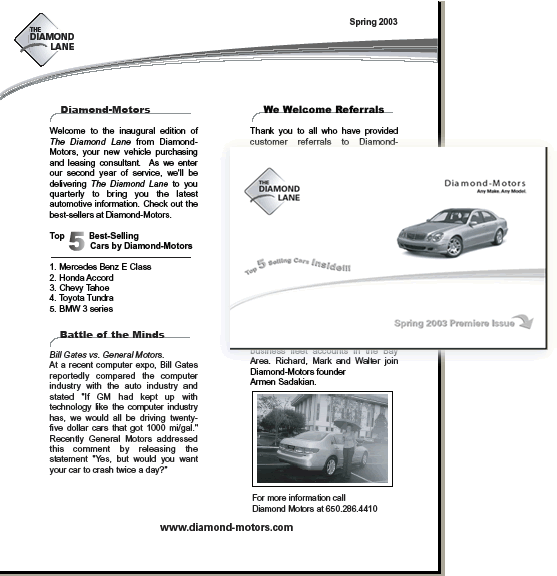 THE
DIAMOND
LANE
Spring 2003
Diamond-Motors
Welcome to the inaugural edition of
The Diamond Lane from Diamond-
Motors, your new vehicle purchasing
and leasing consultant. As we enter
our second year of service, we'll be
delivering The Diamond Lane to you
quarterly to bring you the latest
automotive information. Check out the
best-sellers at Diamond-Motors.
Top 5 Best-Selling
Cars by Diamond-Motors
1. Mercedes Benz E Class
2. Honda Accord
3. Chevy Tahoe
4. Toyota Tundra
5. BMW 3 series
Battle of the Minds
Bill Gates vs. General Motors.
At a recent computer expo, Bill Gates
reportedly compared the computer
industry with the auto industry and
stated "If GM had kept up with
technology like the computer industry
has, we would all be driving twenty-
five dollar cars that got 1000 mi/gal."
Recently General Motors addressed
this comment by releasing the
statement "Yes, but would you want
your car to crash twice a day?"
We Welcome Referrals
Thank you to all who have provided
customer referrals to Diamond-
THE
DIAMOND
LANE
Diamond-Motors
Any Make. Any Model.
Top 5 Selling Cars Inside!!!
Spring 2003 Premiere Issue
business fleet accounts in the Bay
Area. Richard, Mark and Walter join
Diamond-Motors founder
Armen Sadakian.
For more information call
Diamond Motors at 650.286.4410
www.diamond-motors.com